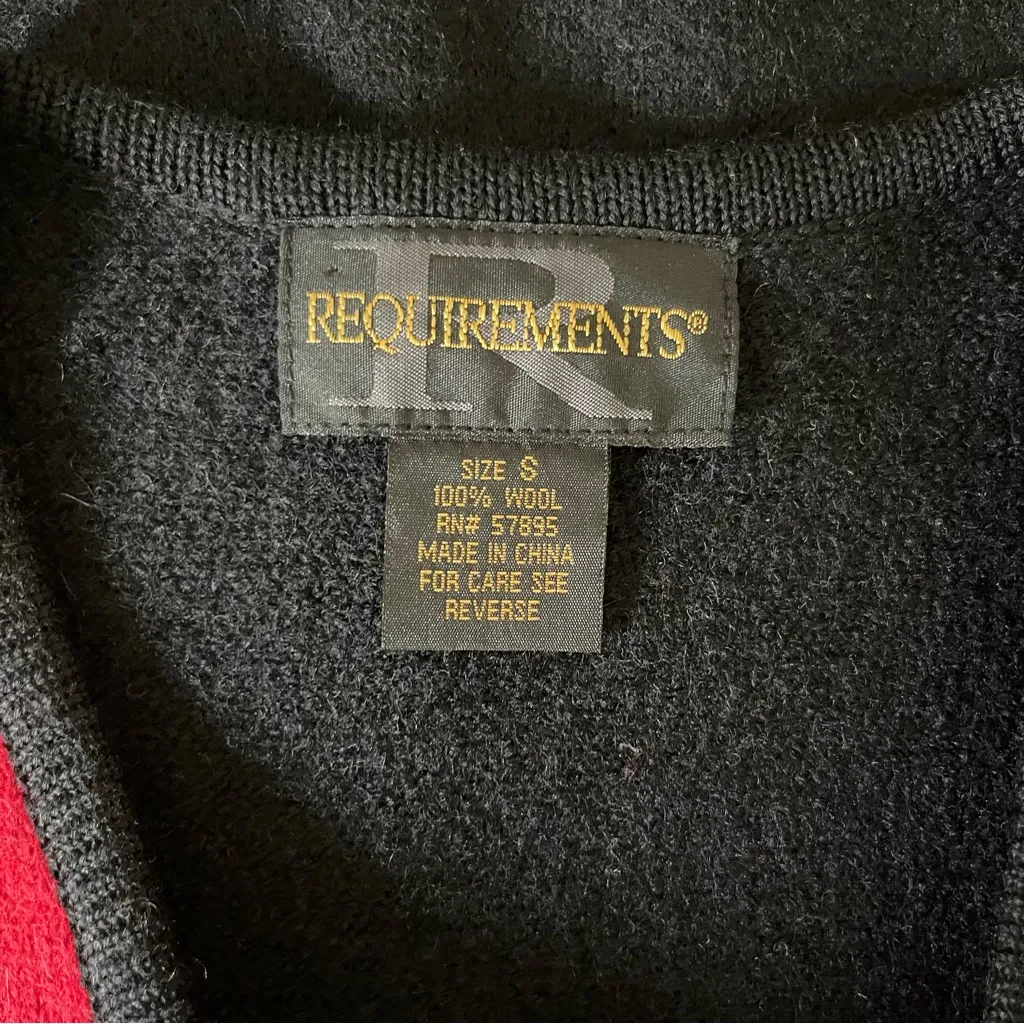 REQUIREMENTS®
SIZE S
100% WOOL
RN# 57895
MADE IN CHINA
FOR CARE SEE
REVERSE